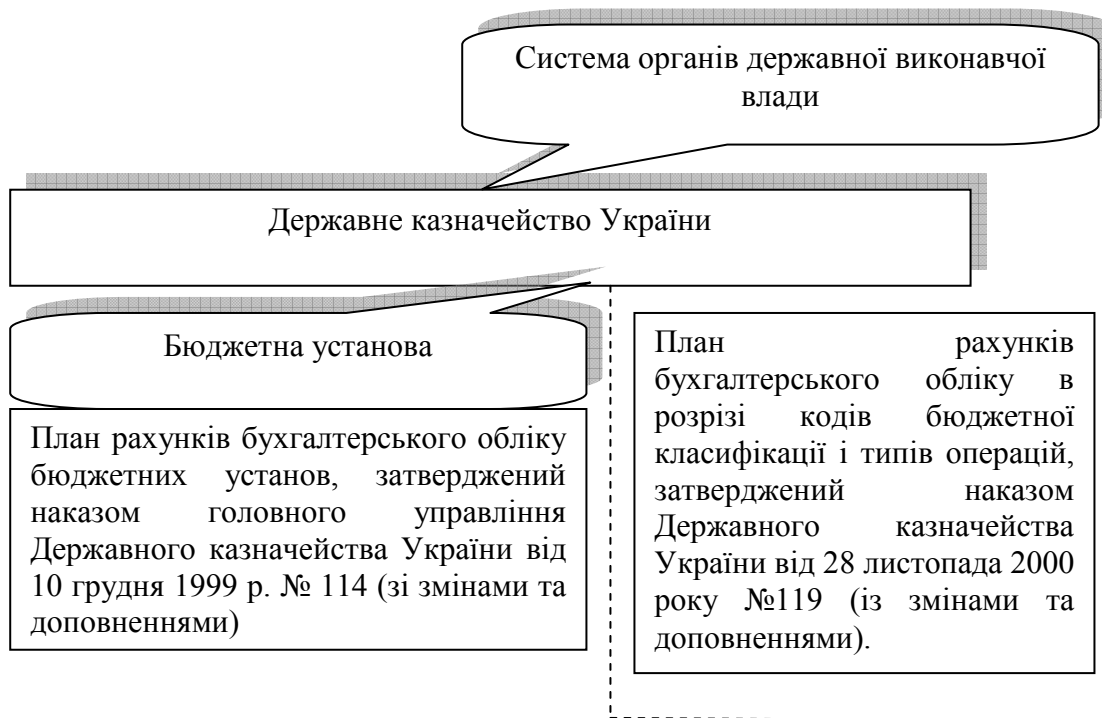 Система органів державної виконавчої
влади
Державне казначейство України
Бюджетна установа
План рахунків бухгалтерського обліку
бюджетних установ, затверджений
наказом головного управління
Державного казначейства України від
10 грудня 1999 р. № 114 (зі змінами та
доповненнями)
План рахунків
бухгалтерського обліку в
розрізі кодів бюджетної
класифікації і типів операцій,
затверджений наказом
Державного казначейства
України від 28 листопада 2000
року №119 (із змінами та
доповненнями).